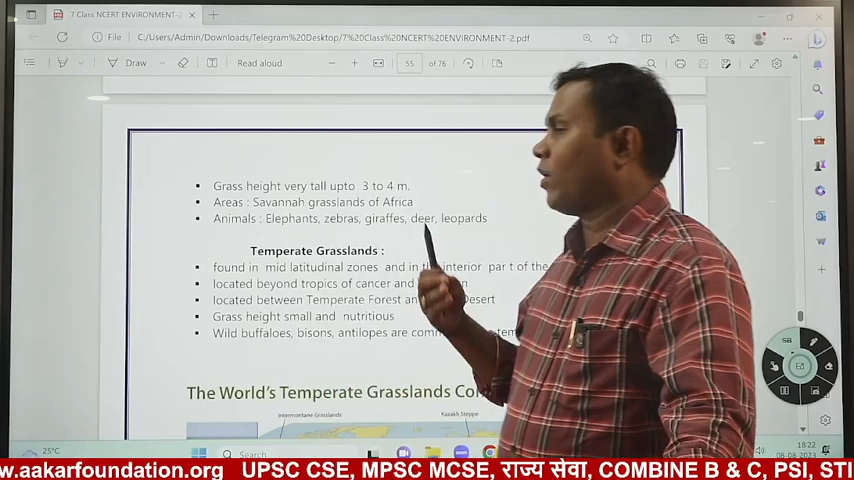 7 Class NCERT ENVIRONMENT-2
File C:/Users/Admin/Downloads/Telegram%20Desktop/7%20Class%20NCERT%20ENVIRONMENT-2.pdf
Draw Read aloud 55 of 76
Grass height very tall upto 3 to 4 m.
Areas : Savannah grasslands of Africa
Animals : Elephants, zebras, giraffes, deer, leopards
Temperate Grasslands :
found in mid latitudinal zones and in the interior part of the
located beyond tropics of cancer and
located between Temperate Forest and Desert
Grass height small and nutritious
Wild buffaloes, bisons, antilopes are
The World's Temperate Grasslands
Intermontane Grasslands Kazakh Steppe
25°C Search 18:22
08-08-2023
w.aakarfoundation.org UPSC CSE, MPSC MCSE, राज्य सेवा, COMBINE B & C, PSI, STI